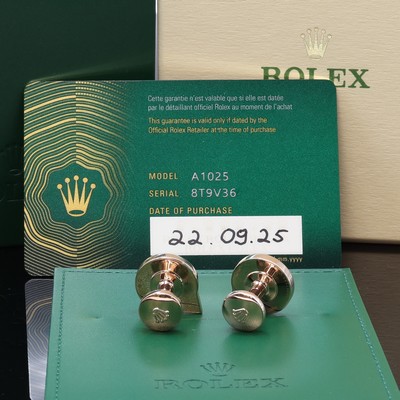 ROLEX
Cette garantie n'est valable que si elle est datée
par le détaillant officiel Rolex au moment de l'achat
This guarantee is valid only if dated by the
Official Rolex Retailer at the time of purchase
MODEL A1025
SERIAL 8T9V36
DATE OF PURCHASE
22.09.25
ROLEX